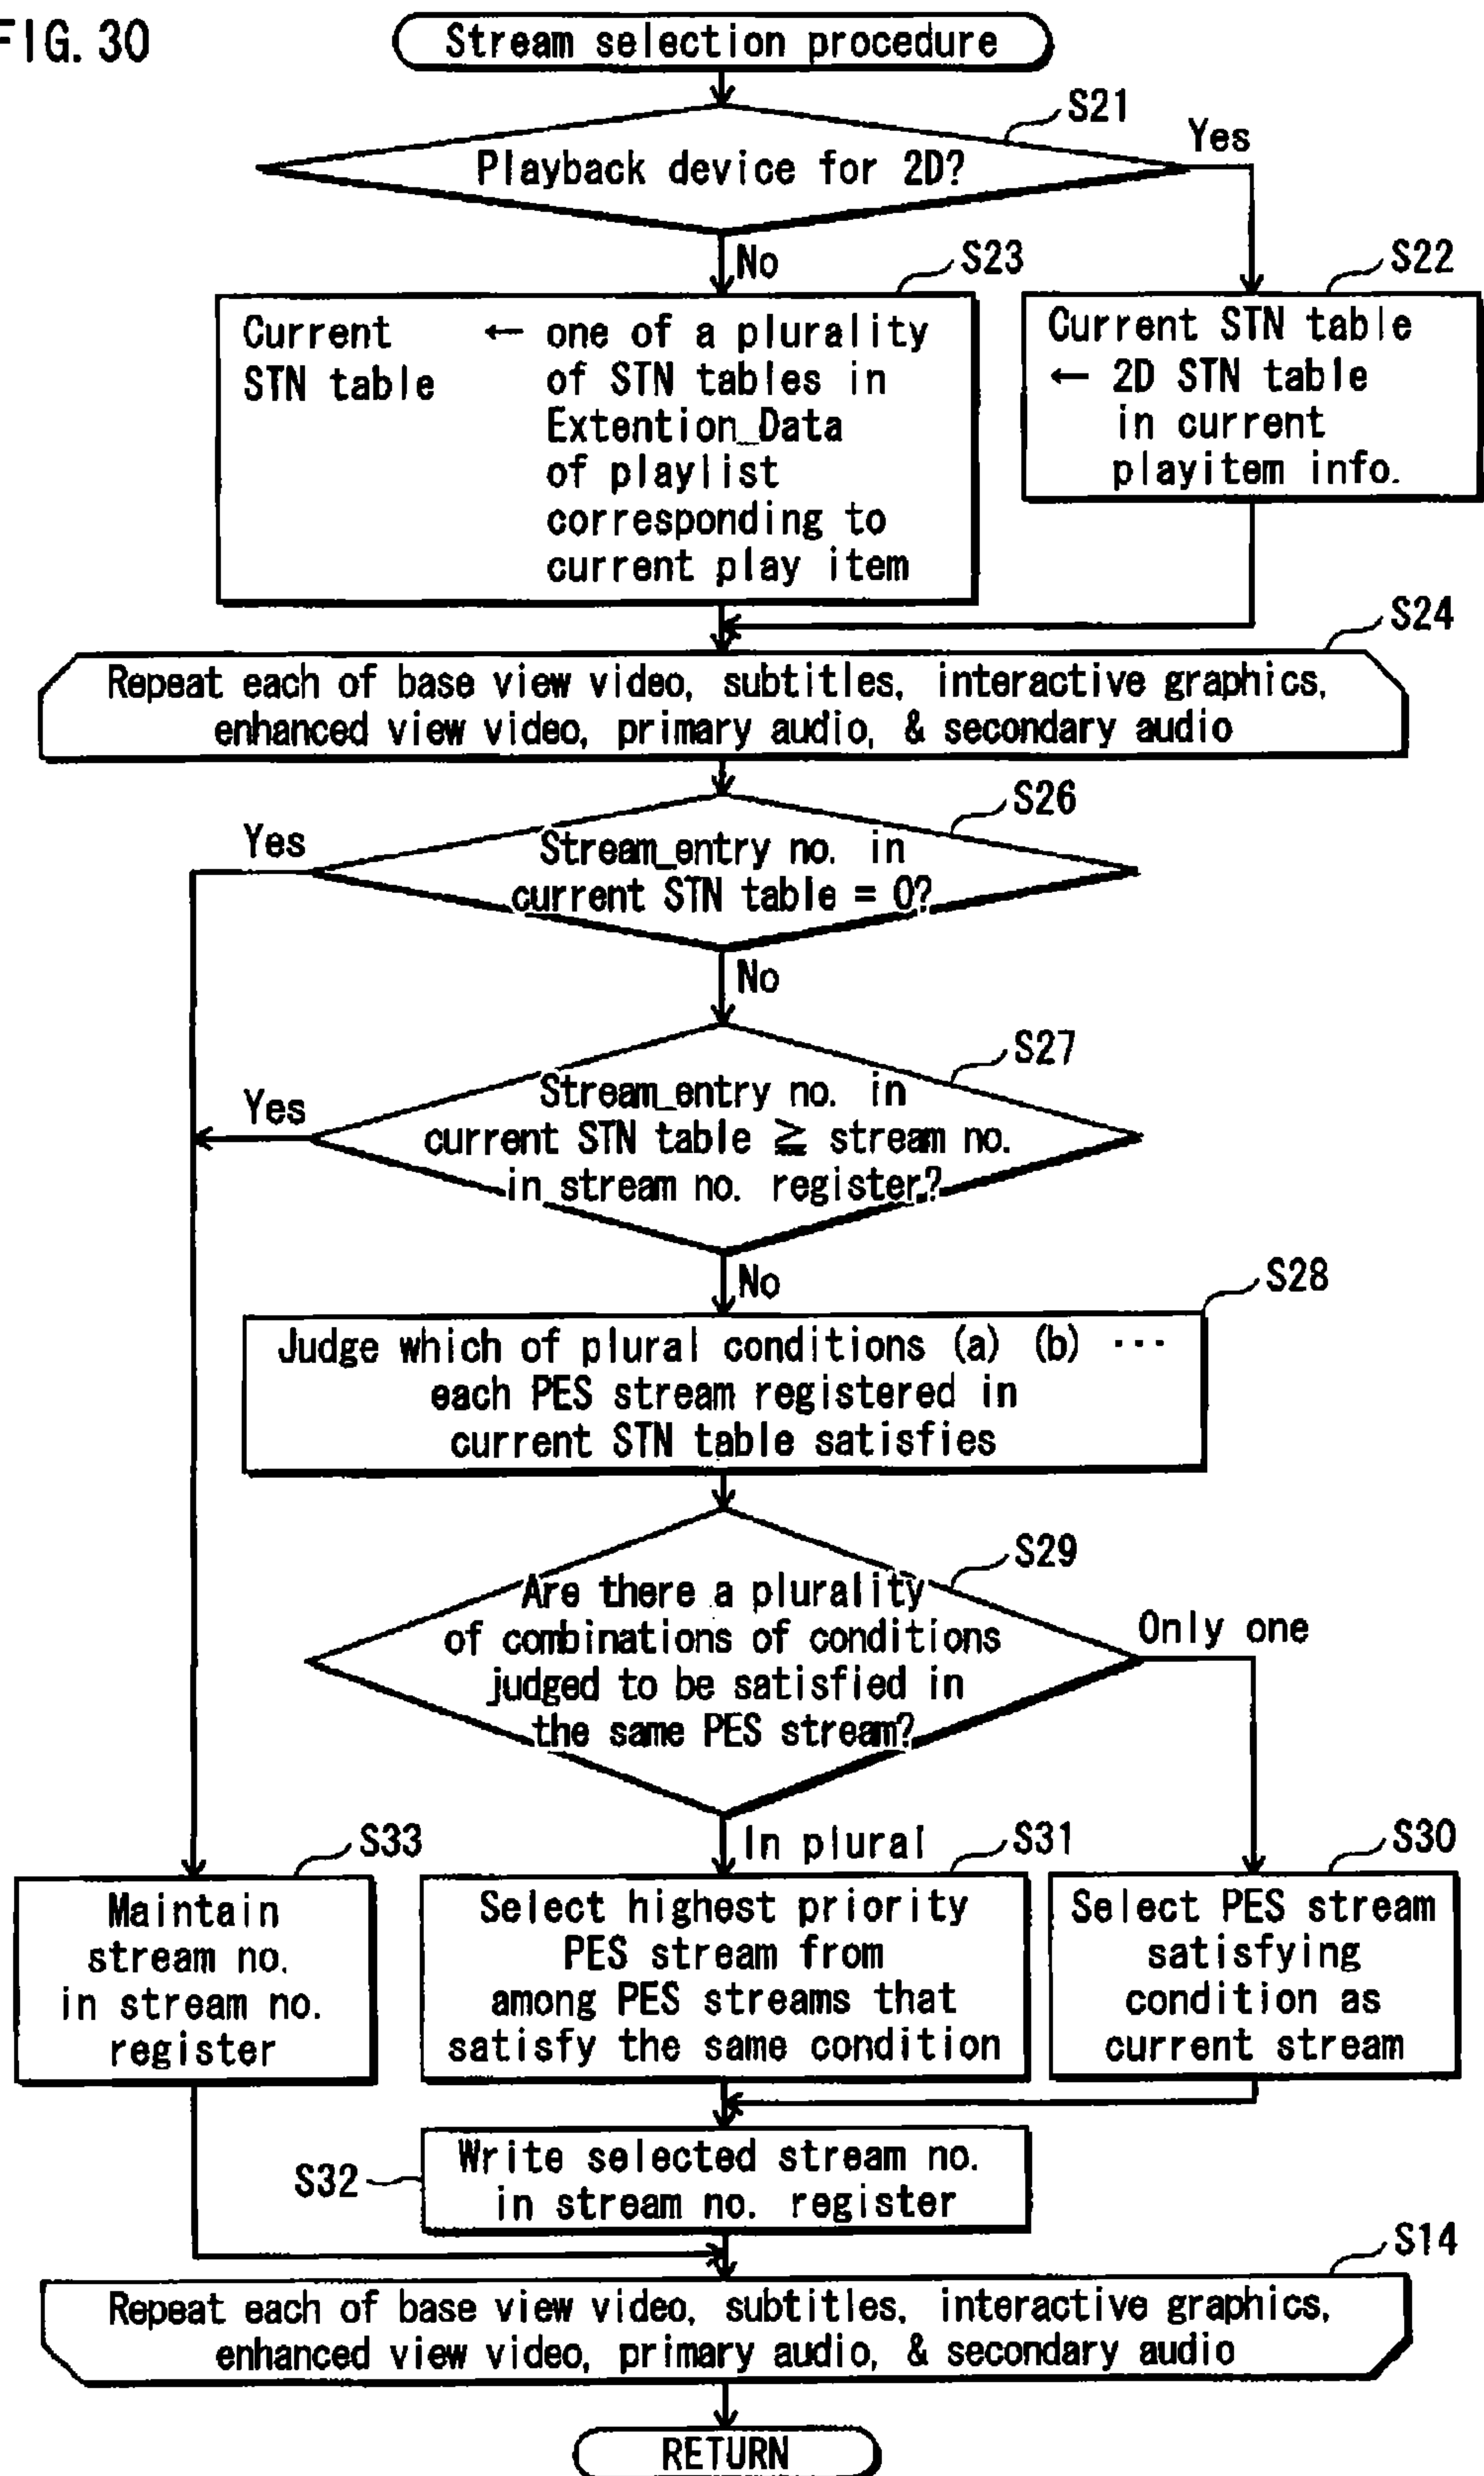 FIG. 30
Stream selection procedure
S21
Playback device for 2D?
Yes
No
S23
S22
Current ← one of a plurality
STN table of STN tables in
Extention_Data
of playlist
corresponding to
current play item
Current STN table
← 2D STN table
in current
playitem info.
S24
Repeat each of base view video, subtitles, interactive graphics,
enhanced view video, primary audio, & secondary audio
S26
Yes
Stream_entry no. in
current STN table = 0?
No
S27
Yes
Stream_entry no. in
current STN table ≧ stream no.
in stream no. register?
No
S28
Judge which of plural conditions (a) (b) ···
each PES stream registered in
current STN table satisfies
S29
Are there a plurality
of combinations of conditions
judged to be satisfied in
the same PES stream?
Only one
In plural
S33
Maintain
stream no.
in stream no.
register
S31
Select highest priority
PES stream from
among PES streams that
satisfy the same condition
S30
Select PES stream
satisfying
condition as
current stream
S32
Write selected stream no.
in stream no. register
S14
Repeat each of base view video, subtitles, interactive graphics,
enhanced view video, primary audio, & secondary audio
RETURN